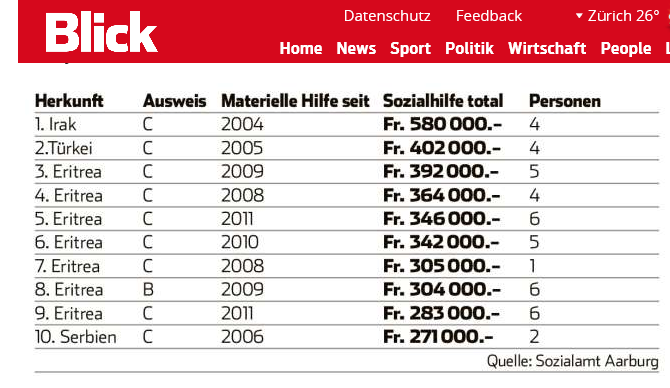 Blick
Datenschutz Feedback ▾ Zürich 26°
Home News Sport Politik Wirtschaft People
Herkunft Ausweis Materielle Hilfe seit Sozialhilfe total Personen
1. Irak C 2004 Fr. 580 000.– 4
2.Türkei C 2005 Fr. 402 000.– 4
3. Eritrea C 2009 Fr. 392 000.– 5
4. Eritrea C 2008 Fr. 364 000.– 4
5. Eritrea C 2011 Fr. 346 000.– 6
6. Eritrea C 2010 Fr. 342 000.– 5
7. Eritrea C 2008 Fr. 305 000.– 1
8. Eritrea B 2009 Fr. 304 000.– 6
9. Eritrea C 2011 Fr. 283 000.– 6
10. Serbien C 2006 Fr. 271 000.– 2
Quelle: Sozialamt Aarburg